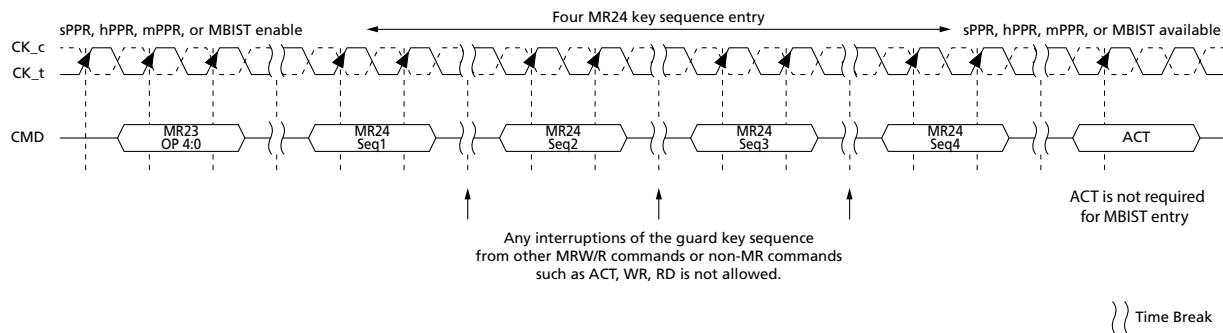 Four MR24 key sequence entry
sPPR, hPPR, mPPR, or MBIST enable
sPPR, hPPR, mPPR, or MBIST available
CK_c
CK_t
CMD
MR23
OP 4:0
MR24
Seq1
MR24
Seq2
MR24
Seq3
MR24
Seq4
ACT
ACT is not required
for MBIST entry
Any interruptions of the guard key sequence
from other MRW/R commands or non-MR commands
such as ACT, WR, RD is not allowed.
Time Break